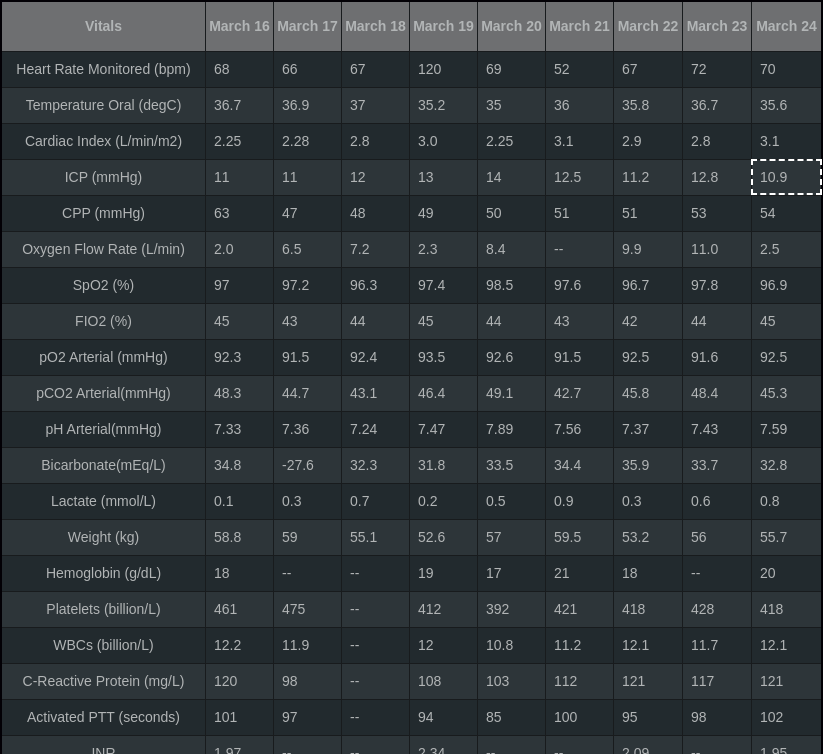 Vitals March 16 March 17 March 18 March 19 March 20 March 21 March 22 March 23 March 24
Heart Rate Monitored (bpm) 68 66 67 120 69 52 67 72 70
Temperature Oral (degC) 36.7 36.9 37 35.2 35 36 35.8 36.7 35.6
Cardiac Index (L/min/m2) 2.25 2.28 2.8 3.0 2.25 3.1 2.9 2.8 3.1
ICP (mmHg) 11 11 12 13 14 12.5 11.2 12.8 10.9
CPP (mmHg) 63 47 48 49 50 51 51 53 54
Oxygen Flow Rate (L/min) 2.0 6.5 7.2 2.3 8.4 -- 9.9 11.0 2.5
SpO2 (%) 97 97.2 96.3 97.4 98.5 97.6 96.7 97.8 96.9
FIO2 (%) 45 43 44 45 44 43 42 44 45
pO2 Arterial (mmHg) 92.3 91.5 92.4 93.5 92.6 91.5 92.5 91.6 92.5
pCO2 Arterial(mmHg) 48.3 44.7 43.1 46.4 49.1 42.7 45.8 48.4 45.3
pH Arterial(mmHg) 7.33 7.36 7.24 7.47 7.89 7.56 7.37 7.43 7.59
Bicarbonate(mEq/L) 34.8 -27.6 32.3 31.8 33.5 34.4 35.9 33.7 32.8
Lactate (mmol/L) 0.1 0.3 0.7 0.2 0.5 0.9 0.3 0.6 0.8
Weight (kg) 58.8 59 55.1 52.6 57 59.5 53.2 56 55.7
Hemoglobin (g/dL) 18 -- -- 19 17 21 18 -- 20
Platelets (billion/L) 461 475 -- 412 392 421 418 428 418
WBCs (billion/L) 12.2 11.9 -- 12 10.8 11.2 12.1 11.7 12.1
C-Reactive Protein (mg/L) 120 98 -- 108 103 112 121 117 121
Activated PTT (seconds) 101 97 -- 94 85 100 95 98 102
INR 1.97 -- -- 2.34 -- -- 2.09 -- 1.95